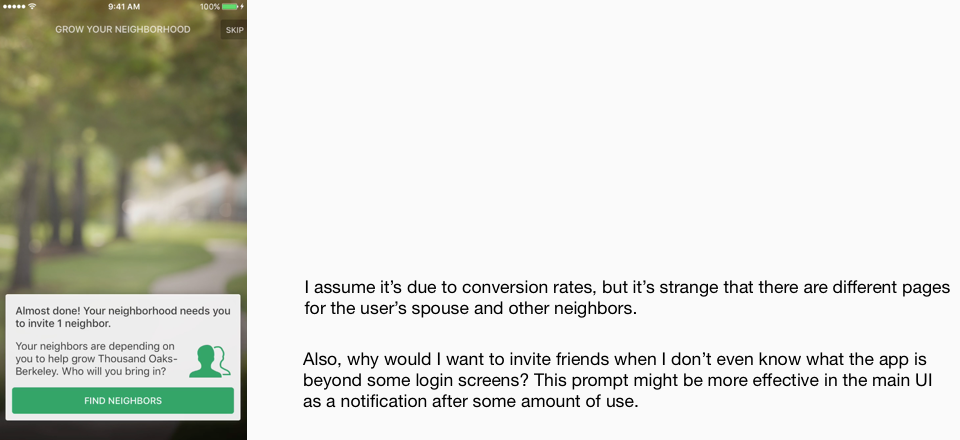 9:41 AM
100%
GROW YOUR NEIGHBORHOOD
SKIP
Almost done! Your neighborhood needs you
to invite 1 neighbor.
Your neighbors are depending on
you to help grow Thousand Oaks-
Berkeley. Who will you bring in?
FIND NEIGHBORS
I assume it’s due to conversion rates, but it’s strange that there are different pages
for the user’s spouse and other neighbors.
Also, why would I want to invite friends when I don’t even know what the app is
beyond some login screens? This prompt might be more effective in the main UI
as a notification after some amount of use.